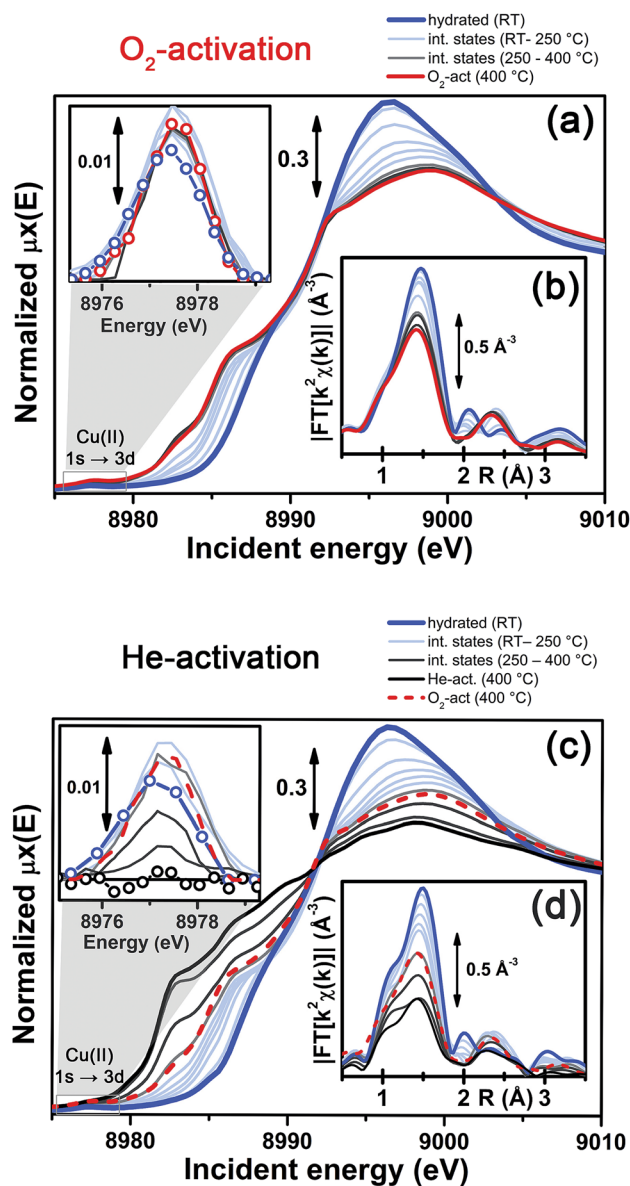 O₂-activation
hydrated (RT)
int. states (RT- 250 °C)
int. states (250 - 400 °C)
O₂-act (400 °C)
(a)
0.01
0.3
8976 8978
Energy (eV)
(b)
0.5 Å⁻³
|FT[k²χ(k)]| (Å⁻³)
1 2 R (Å) 3
Cu(II)
1s → 3d
Normalized μx(E)
8980 8990 9000 9010
Incident energy (eV)
He-activation
hydrated (RT)
int. states (RT– 250 °C)
int. states (250 – 400 °C)
He-act. (400 °C)
O₂-act (400 °C)
(c)
0.01
0.3
8976 8978
Energy (eV)
(d)
0.5 Å⁻³
|FT[k²χ(k)]| (Å⁻³)
1 2 R (Å) 3
Cu(II)
1s → 3d
Normalized μx(E)
8980 8990 9000 9010
Incident energy (eV)